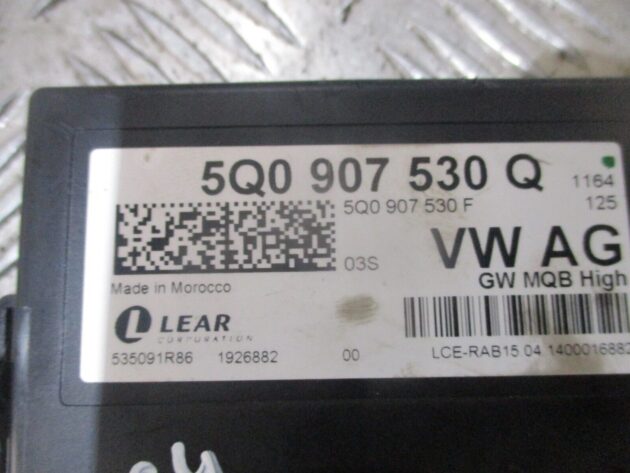 5Q0 907 530 Q 1164
5Q0 907 530 F 125
03S VW AG
Made in Morocco GW MQB High
LEAR
CORPORATION
535091R86 1926882 00 LCE-RAB15 04 1400016882